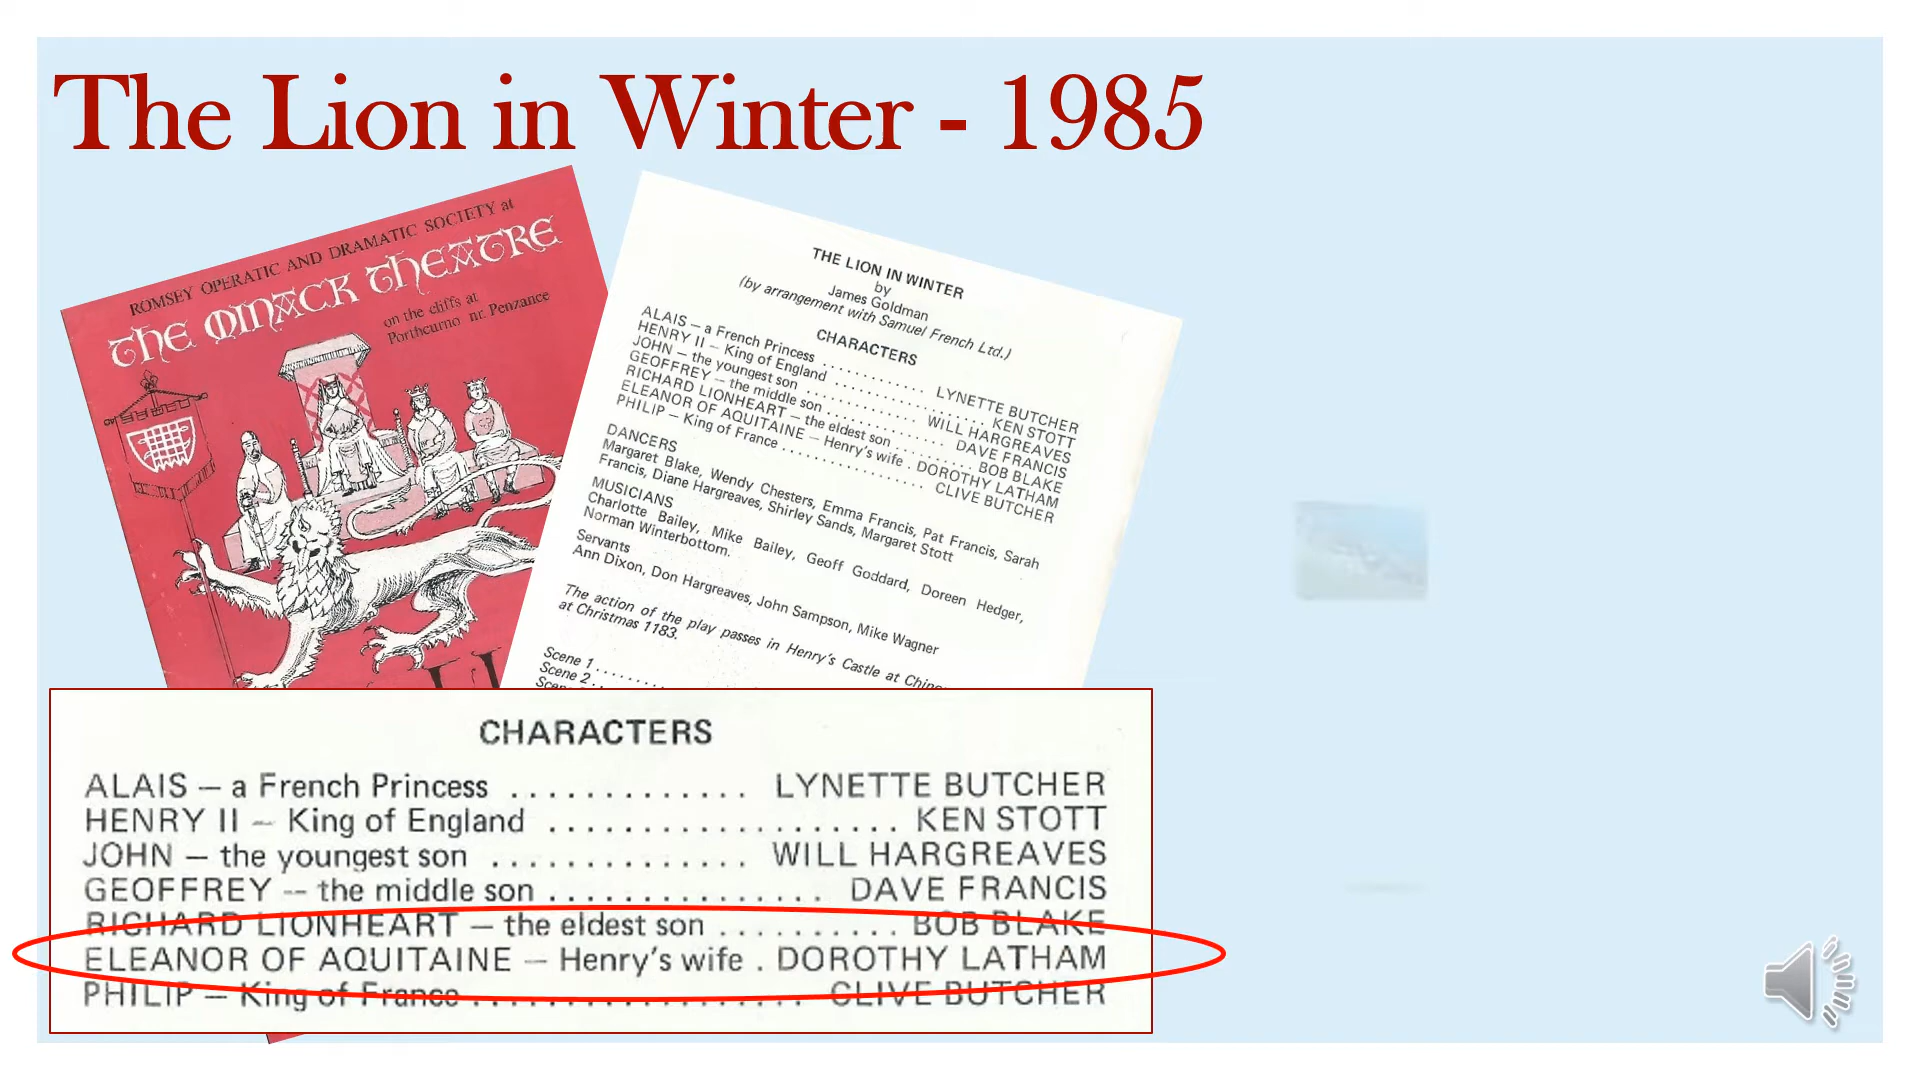 The Lion in Winter - 1985
ROMSEY OPERATIC AND DRAMATIC SOCIETY at
THE MINACK THEATRE
on the cliffs at
Porthcurno nr. Penzance
THE LION IN WINTER
by
James Goldman
(by arrangement with Samuel French Ltd.)
CHARACTERS
ALAIS – a French Princess . . . . . . . . . . . . LYNETTE BUTCHER
HENRY II – King of England . . . . . . . . . . . . . . . . KEN STOTT
JOHN – the youngest son . . . . . . . . . . . . . . WILL HARGREAVES
GEOFFREY – the middle son . . . . . . . . . . . . . DAVE FRANCIS
RICHARD LIONHEART – the eldest son . . . . . . . . . BOB BLAKE
ELEANOR OF AQUITAINE – Henry's wife . DOROTHY LATHAM
PHILIP – King of France . . . . . . . . . . . . . . . . CLIVE BUTCHER
DANCERS
Margaret Blake, Wendy Chesters, Emma Francis, Pat Francis, Sarah
Francis, Diane Hargreaves, Shirley Sands, Margaret Stott
MUSICIANS
Charlotte Bailey, Mike Bailey, Geoff Goddard, Doreen Hedger,
Norman Winterbottom.
Servants
Ann Dixon, Don Hargreaves, John Sampson, Mike Wagner
The action of the play passes in Henry's Castle at
at Christmas 1183.
Scene 1 . . . . . . . . .
Scene 2 . .
CHARACTERS
ALAIS – a French Princess . . . . . . . . . . . . . LYNETTE BUTCHER
HENRY II – King of England . . . . . . . . . . . . . . . . . . . KEN STOTT
JOHN – the youngest son . . . . . . . . . . . . . . WILL HARGREAVES
GEOFFREY -- the middle son . . . . . . . . . . . . . . . DAVE FRANCIS
RICHARD LIONHEART – the eldest son . . . . . . . . . . BOB BLAKE
ELEANOR OF AQUITAINE – Henry's wife . DOROTHY LATHAM
PHILIP – King of France . . . . . . . . . . . . . . . . . . CLIVE BUTCHER